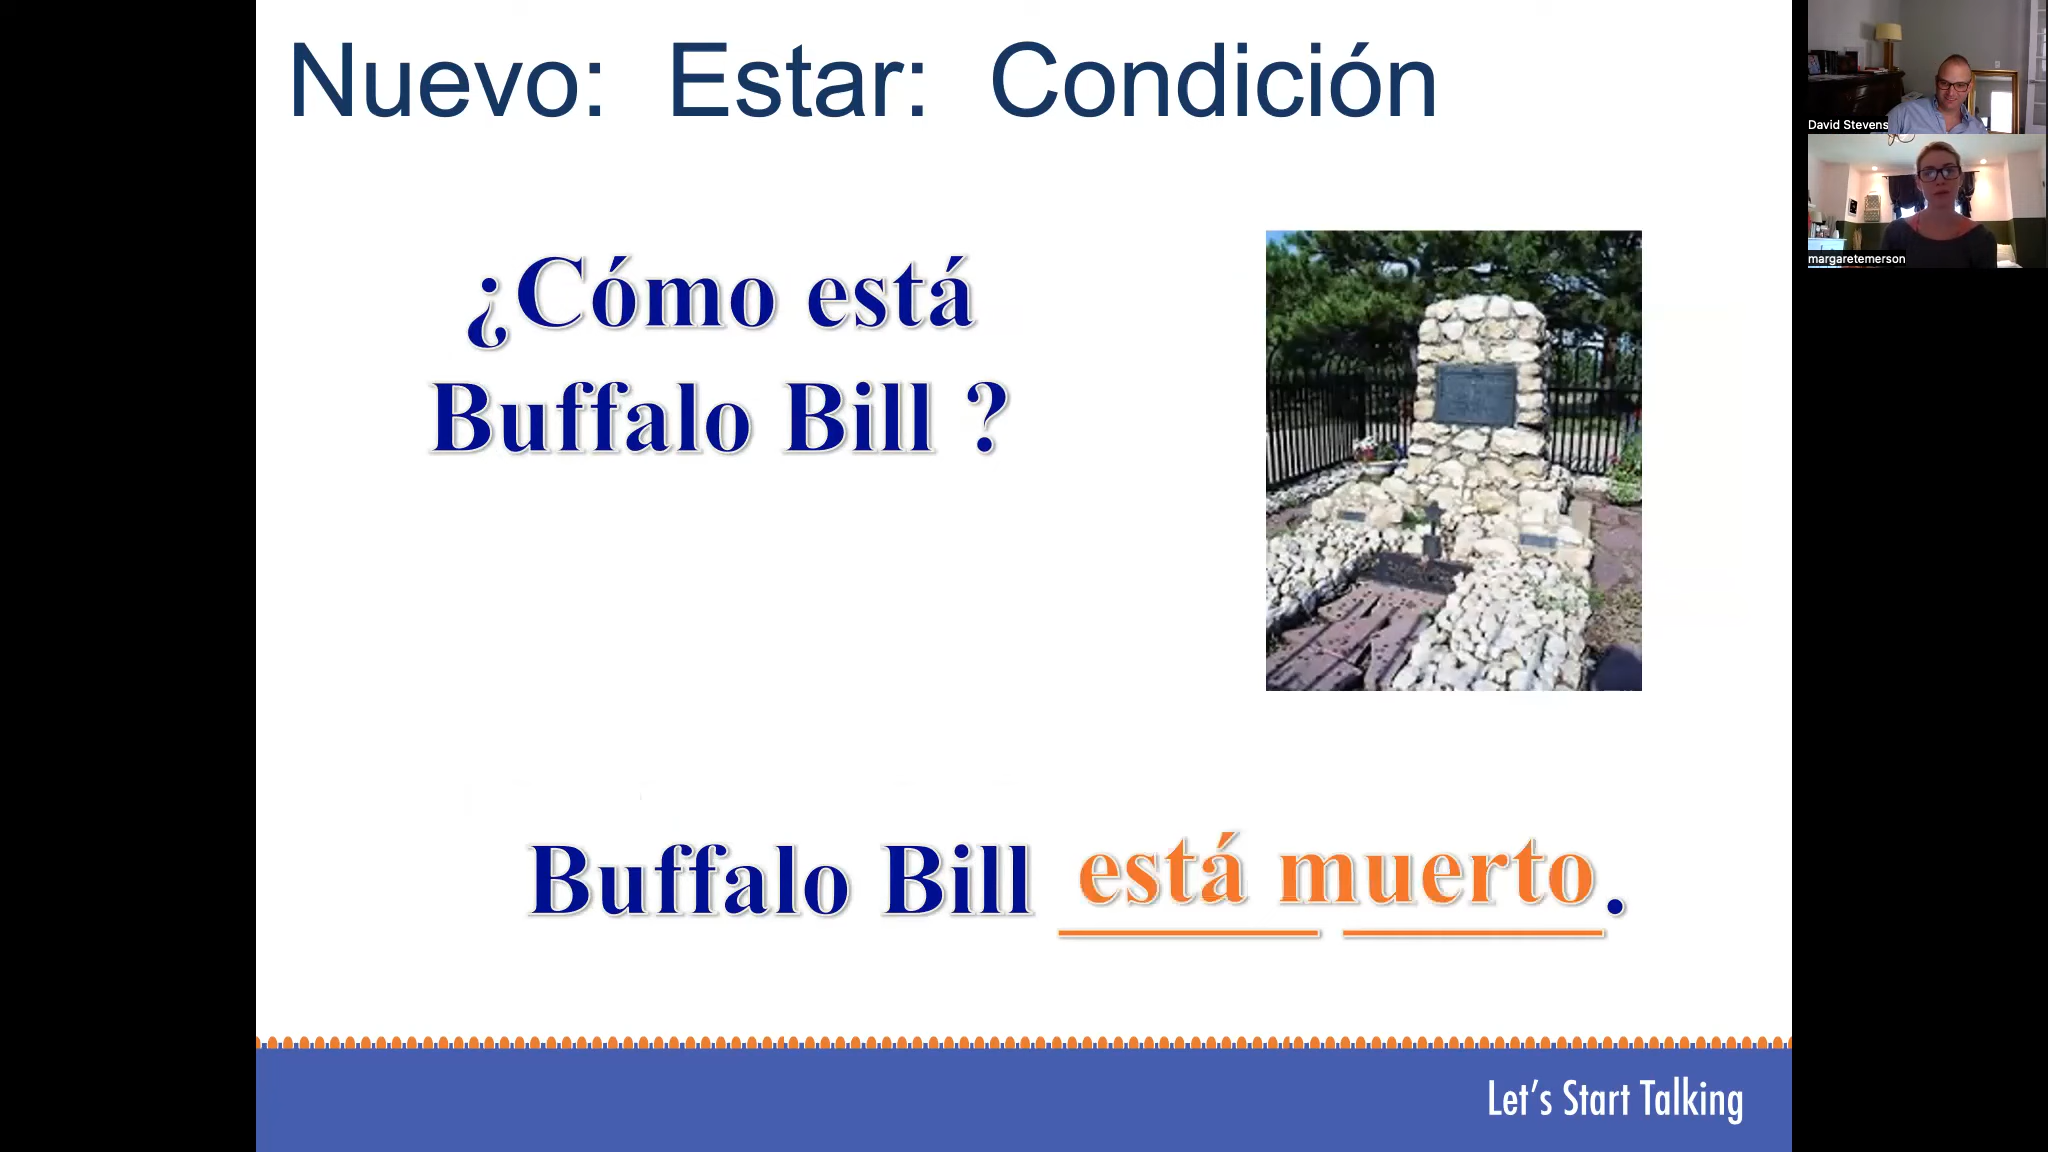 Nuevo: Estar: Condición
¿Cómo está
Buffalo Bill ?
Buffalo Bill está muerto.
Let's Start Talking
David Stevens
margaretemerson